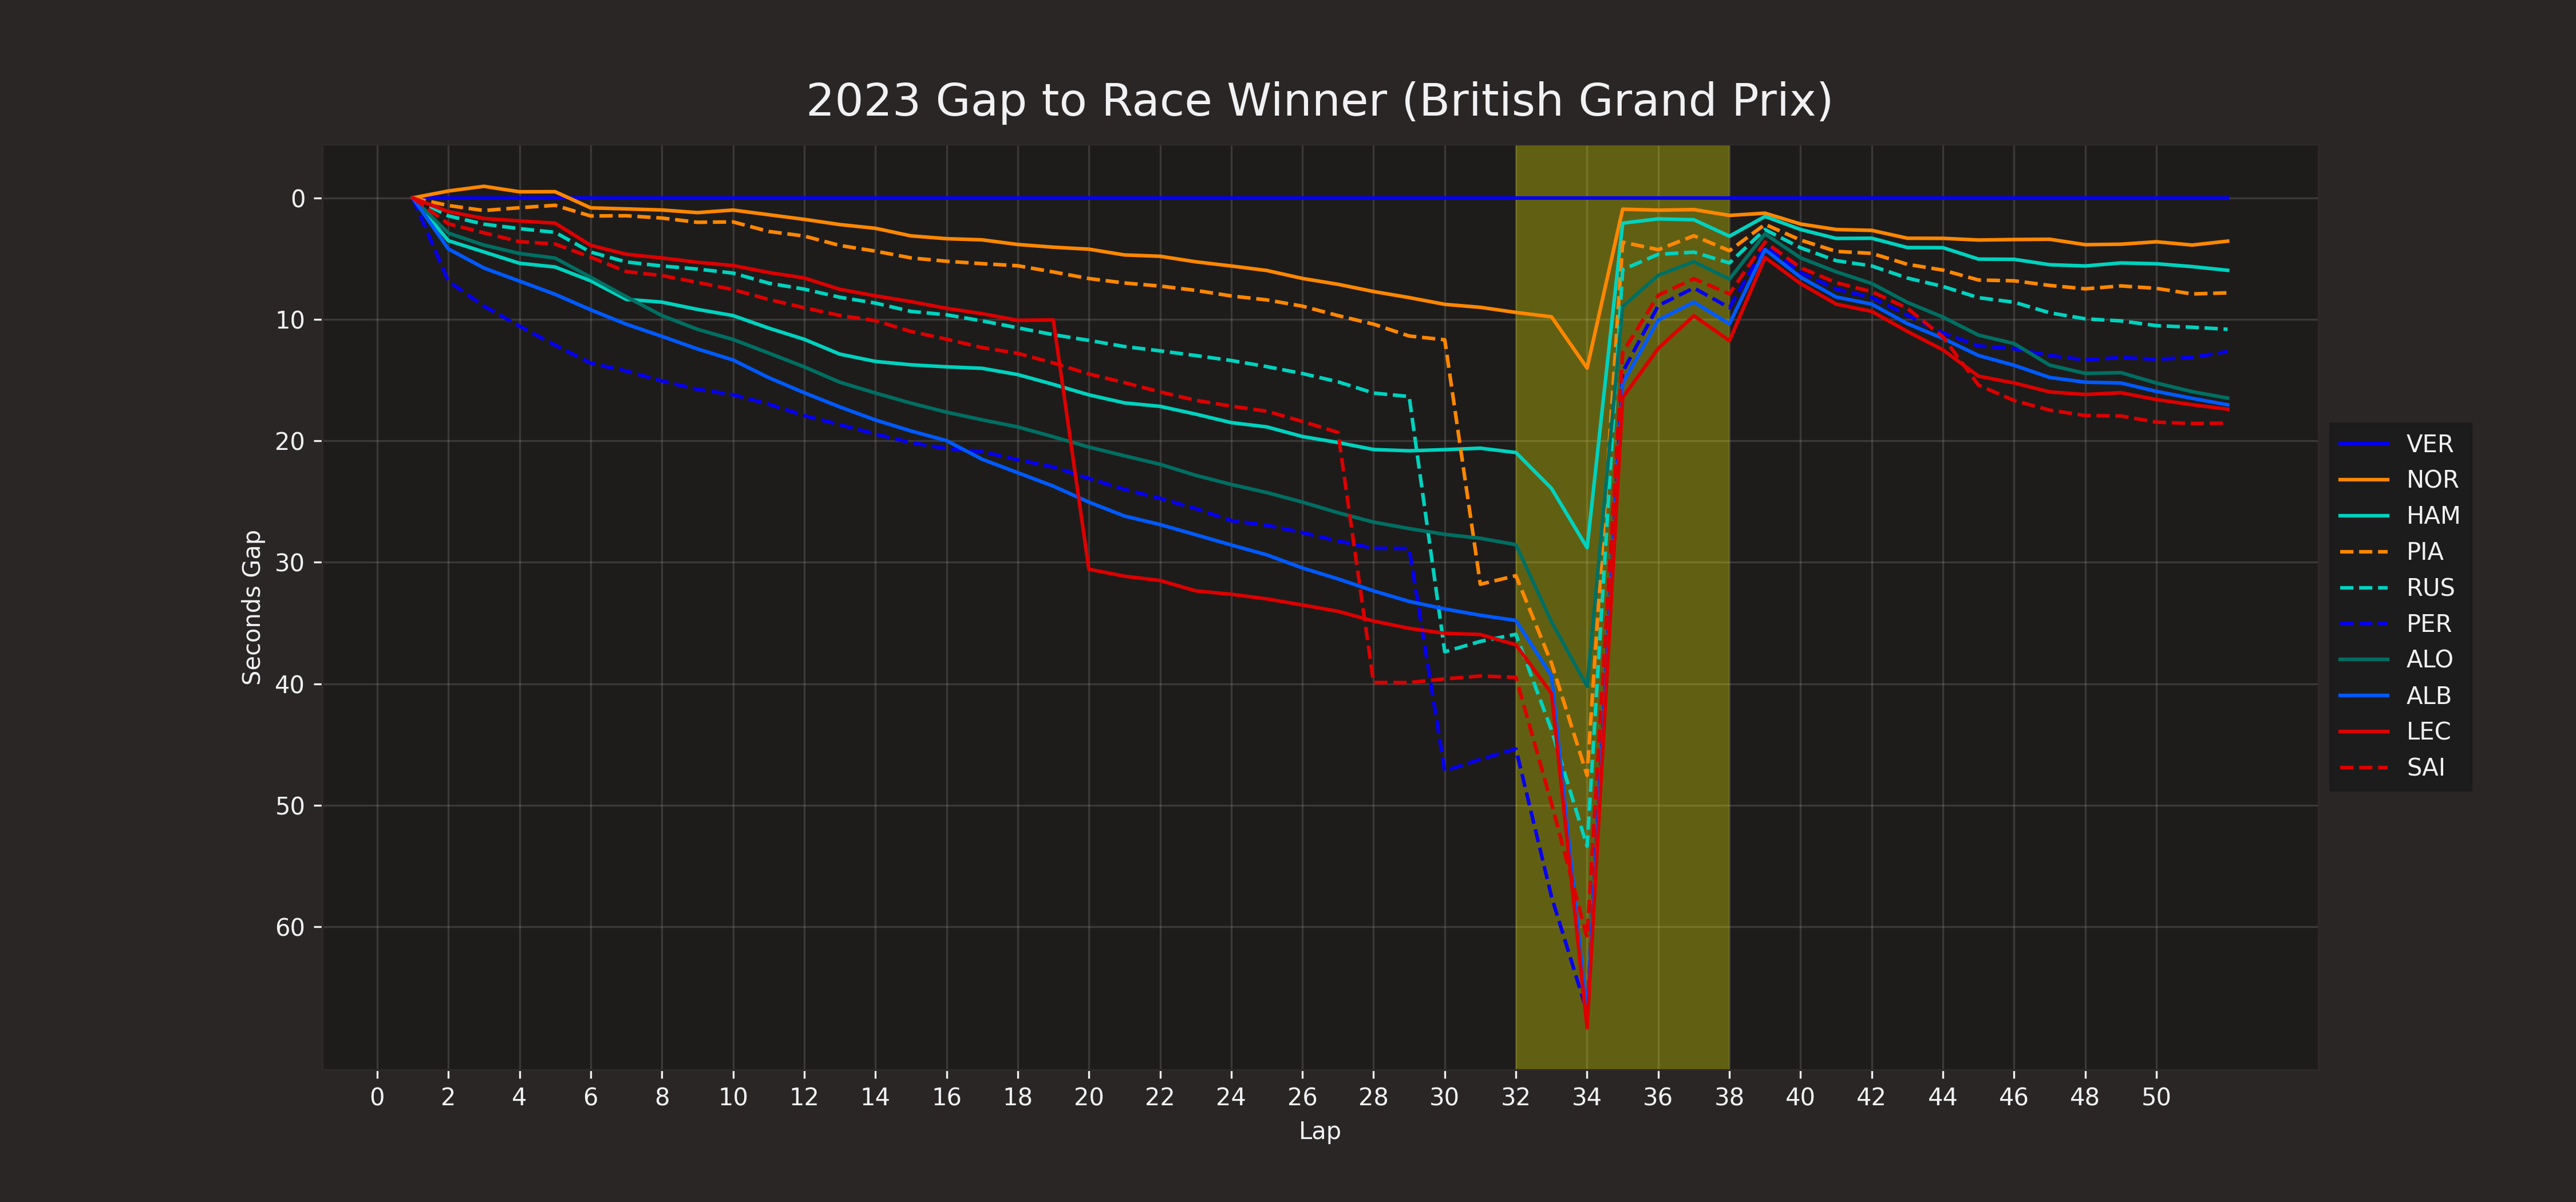 2023 Gap to Race Winner (British Grand Prix)
0
10
20
30
40
50
60
Seconds Gap
0 2 4 6 8 10 12 14 16 18 20 22 24 26 28 30 32 34 36 38 40 42 44 46 48 50
Lap
VER
NOR
HAM
PIA
RUS
PER
ALO
ALB
LEC
SAI